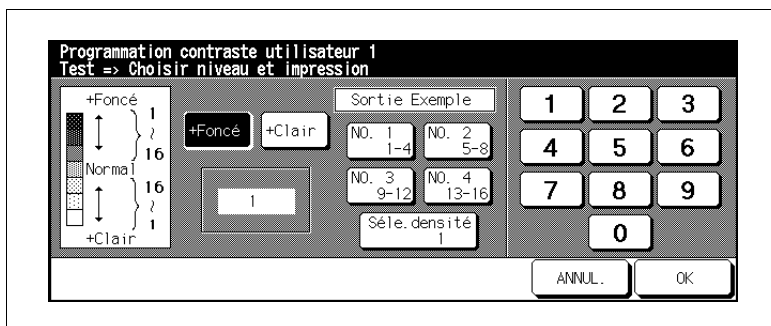 Programmation contraste utilisateur 1
Test => Choisir niveau et impression
+Foncé
1
~
16
Normal
16
~
1
+Clair
+Foncé
+Clair
1
Sortie Exemple
NO. 1
1-4
NO. 2
5-8
NO. 3
9-12
NO. 4
13-16
Séle.densité
1
1 2 3
4 5 6
7 8 9
0
ANNUL. OK